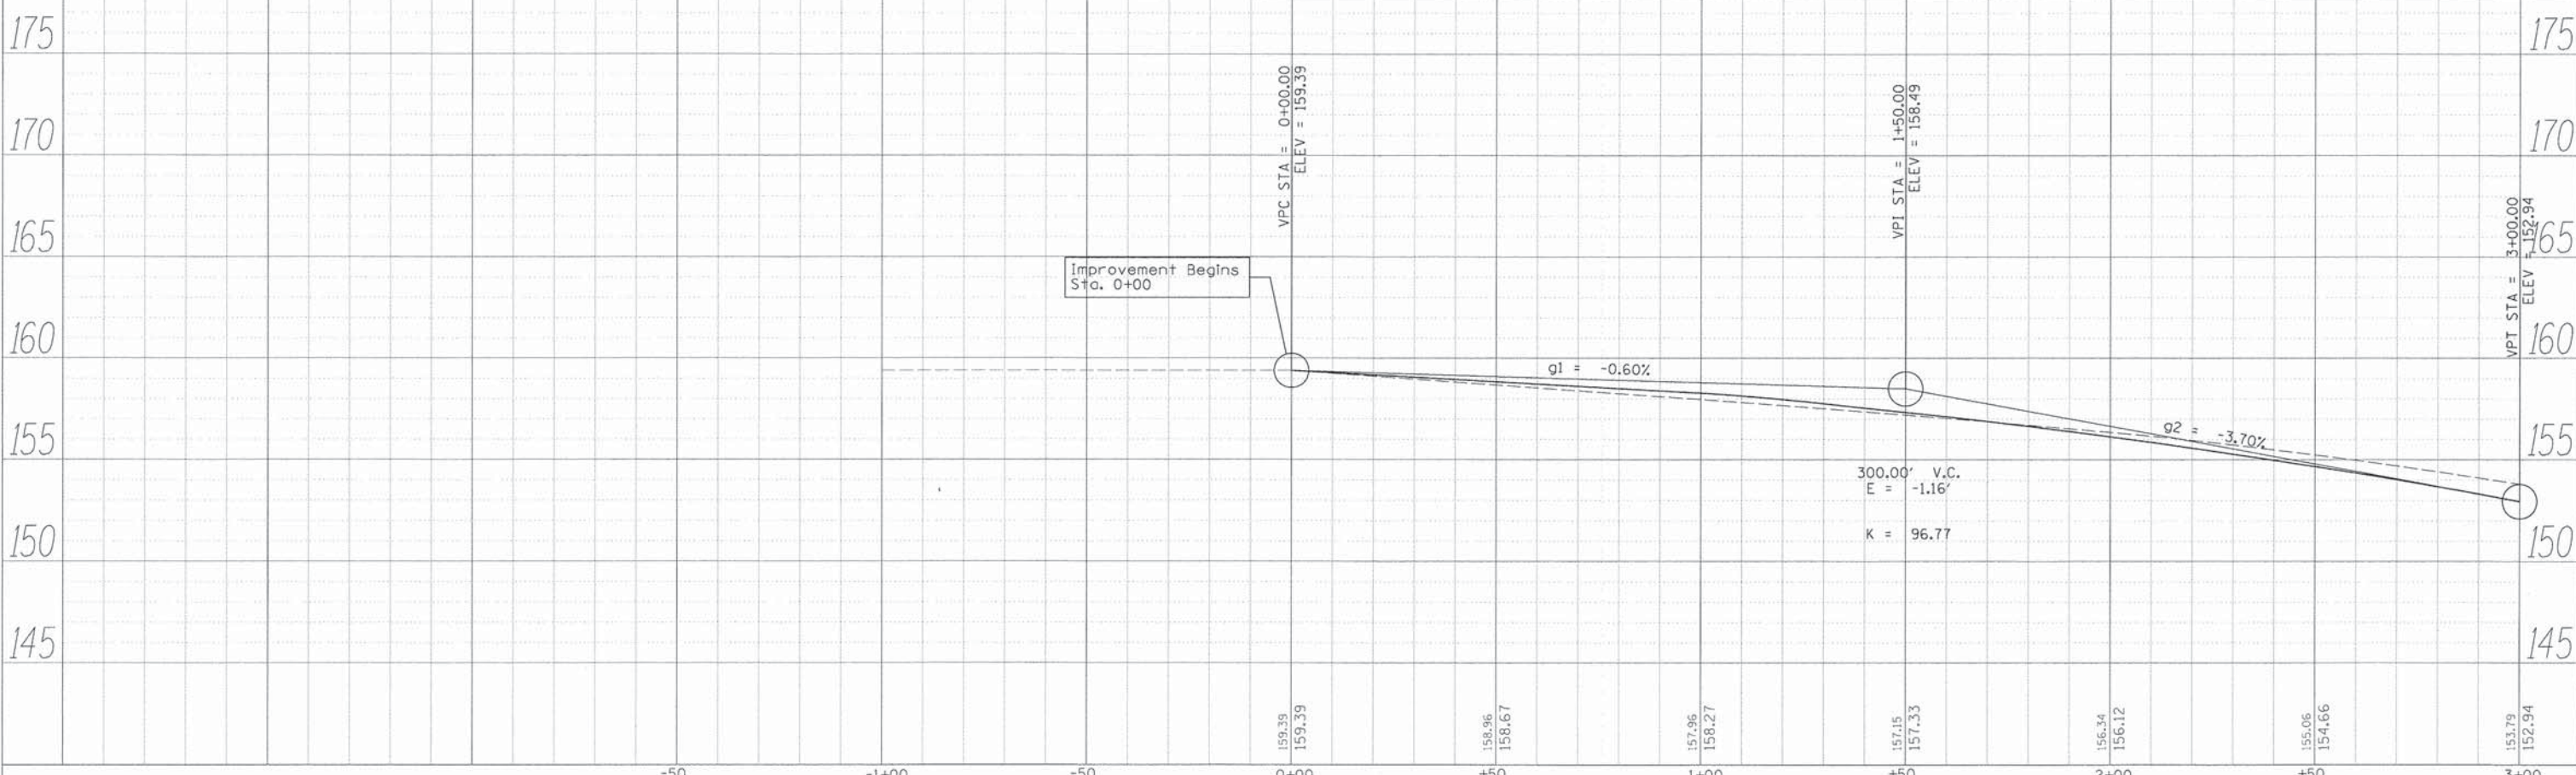 175
175
170
170
165
165
160
160
155
155
150
150
145
145
VPC STA = 0+00.00
ELEV = 159.39
VPI STA = 1+50.00
ELEV = 158.49
VPT STA = 3+00.00
ELEV = 152.94
Improvement Begins
Sta. 0+00
g1 = -0.60%
g2 = -3.70%
300.00' V.C.
E = -1.16'
K = 96.77
159.39
159.39
158.96
158.67
157.96
158.27
157.15
157.33
156.34
156.12
155.06
154.66
153.79
152.94
-50
-1+00
-50
0+00
+50
1+00
+50
2+00
+50
3+00